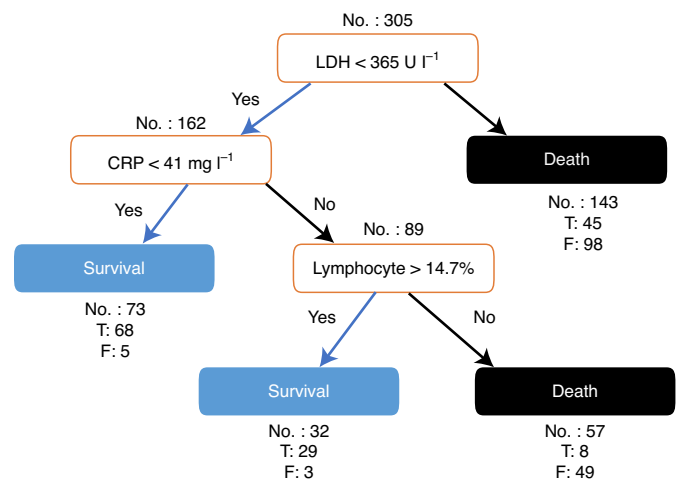 No. : 305
LDH < 365 U l⁻¹
Yes
No. : 162
CRP < 41 mg l⁻¹
Death
No. : 143
T: 45
F: 98
Yes
No
No. : 89
Survival
Lymphocyte > 14.7%
No. : 73
T: 68
F: 5
Yes
No
Survival
Death
No. : 32
T: 29
F: 3
No. : 57
T: 8
F: 49